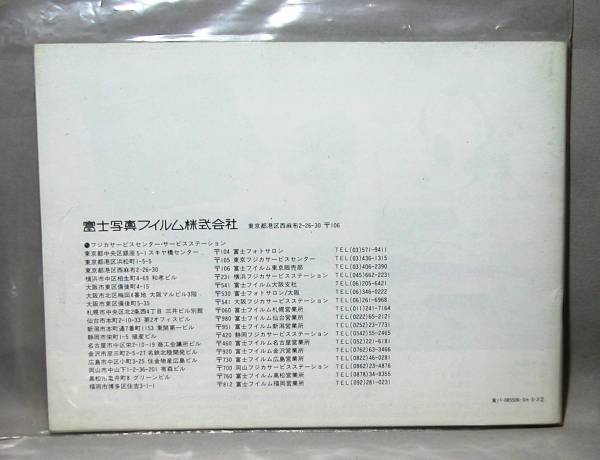 富士写真フイルム株式会社 東京都港区西麻布2-26-30 〒106
●フジカサービスセンター・サービスステーション
東京都中央区銀座5-1スキヤ橋センター 〒104 富士フォトサロン TEL(03)571-9411
東京都港区浜松町1-5-5 〒105 東京フジカサービスセンター TEL(03)436-1315
東京都港区西麻布2-26-30 〒106 富士フイルム東京販売部 TEL(03)406-2390
横浜市中区相生町4-69 和孝ビル 〒231 横浜フジカサービスステーション TEL(045)662-2231
大阪市東区備後町4-15 〒541 富士フイルム大阪支社 TEL(06)205-6421
大阪市北区梅田4番地 大阪マルビル3階 〒530 富士フォトサロン/大阪 TEL(06)346-0222
大阪市東区備後町5-35 〒541 大阪フジカサービスステーション TEL(06)261-6968
札幌市中央区北2条西4丁目 三井ビル別館 〒060 富士フイルム札幌営業所 TEL(011)241-7164
仙台市本町2-10-33 第2オフィスビル 〒980 富士フイルム仙台営業所 TEL(0222)65-2121
新潟市本町通7番町1153 東開第一ビル 〒951 富士フイルム新潟営業所 TEL(0252)23-7731
静岡市栄町1-5 殖産ビル 〒420 静岡フジカサービスステーション TEL(0542)55-2465
名古屋市中区栄2-10-19 商工会議所ビル 〒460 富士フイルム名古屋営業所 TEL(052)221-6181
金沢市彦三町2-5-27 名鉄北陸開発ビル 〒920 富士フイルム金沢営業所 TEL(0762)63-3466
広島市中区小町3-25 住金物産広島ビル 〒730 富士フイルム広島営業所 TEL(0822)46-0281
岡山市中山下1-2-36-201 有森ビル 〒700 岡山フジカサービスステーション TEL(0862)23-4876
高松市 井町8 グリーンビル 〒760 富士フイルム高松営業所 TEL(0878)34-8355
福岡市博多区住吉3-1-1 〒812 富士フイルム福岡営業所 TEL(092)281-0231